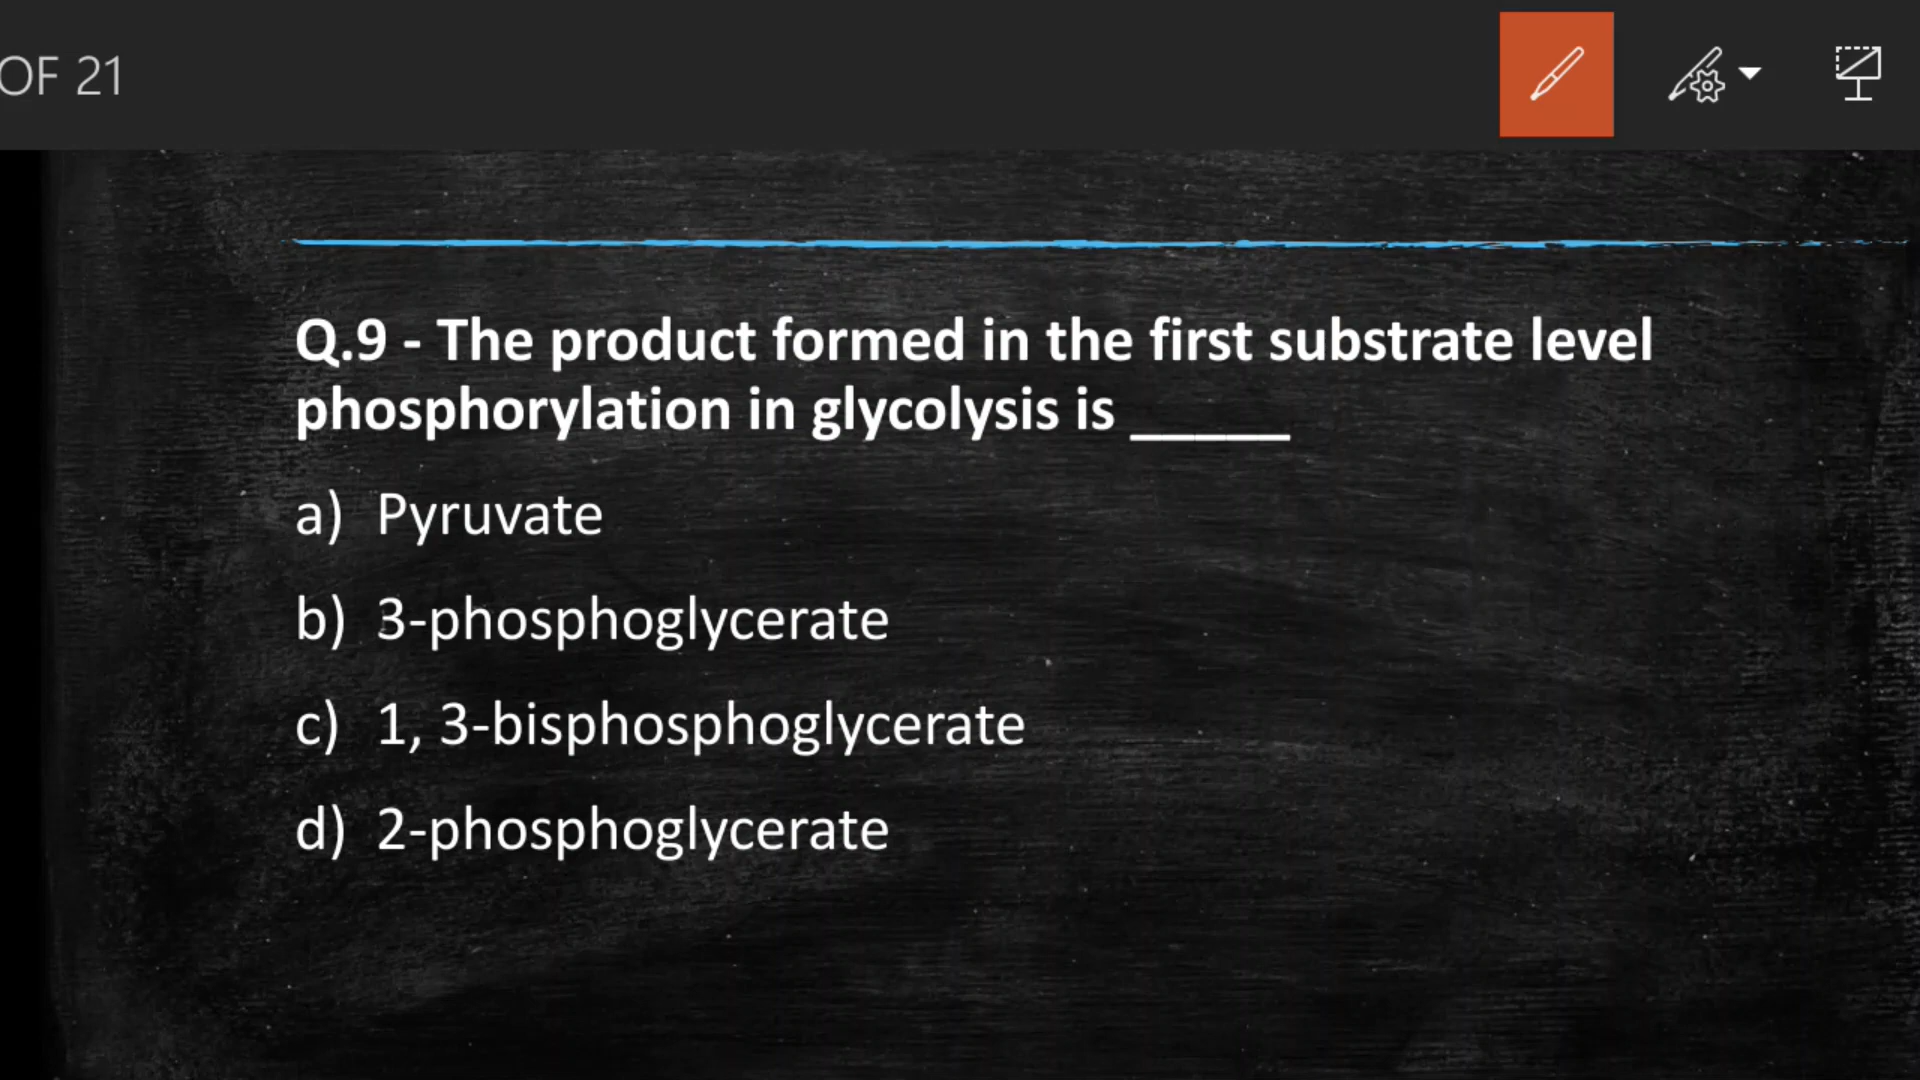 OF 21
Q.9 - The product formed in the first substrate level
phosphorylation in glycolysis is _____
a) Pyruvate
b) 3-phosphoglycerate
c) 1, 3-bisphosphoglycerate
d) 2-phosphoglycerate